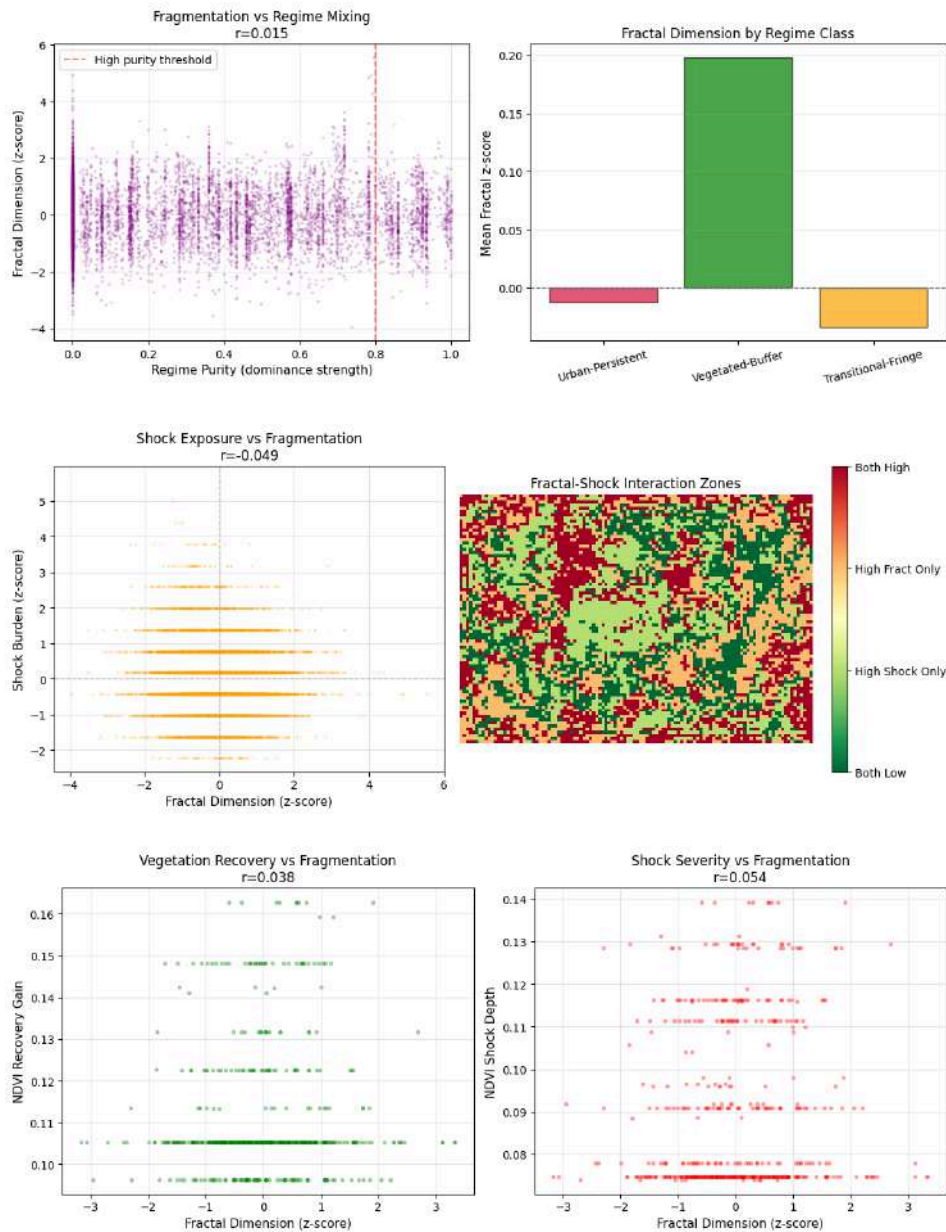 Fragmentation vs Regime Mixing
r=0.015
High purity threshold
Fractal Dimension (z-score)
6
4
2
0
−2
−4
0.0 0.2 0.4 0.6 0.8 1.0
Regime Purity (dominance strength)
Fractal Dimension by Regime Class
Mean Fractal z-score
0.20
0.15
0.10
0.05
0.00
Urban-Persistent Vegetated-Buffer Transitional-Fringe
Shock Exposure vs Fragmentation
r=-0.049
Shock Burden (z-score)
5
4
3
2
1
0
−1
−2
−4 −2 0 2 4 6
Fractal Dimension (z-score)
Fractal-Shock Interaction Zones
Both High
High Fract Only
High Shock Only
Both Low
Vegetation Recovery vs Fragmentation
r=0.038
NDVI Recovery Gain
0.16
0.15
0.14
0.13
0.12
0.11
0.10
−3 −2 −1 0 1 2 3
Fractal Dimension (z-score)
Shock Severity vs Fragmentation
r=0.054
NDVI Shock Depth
0.14
0.13
0.12
0.11
0.10
0.09
0.08
−3 −2 −1 0 1 2 3
Fractal Dimension (z-score)